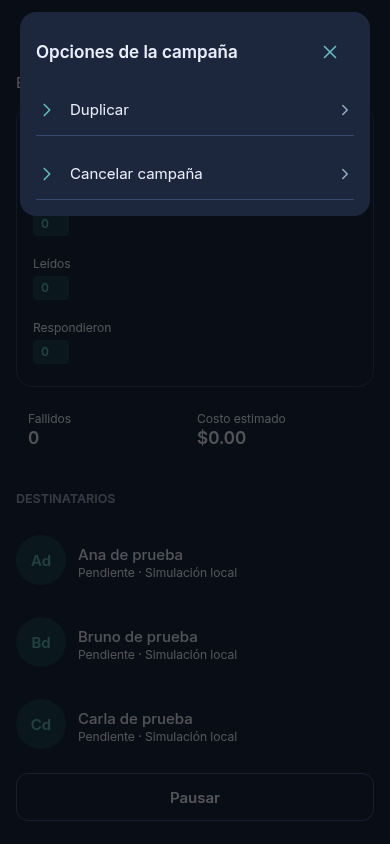 Opciones de la campaña
Duplicar
Cancelar campaña
0
Leídos
0
Respondieron
0
Fallidos
0
Costo estimado
$0.00
DESTINATARIOS
Ad
Ana de prueba
Pendiente · Simulación local
Bd
Bruno de prueba
Pendiente · Simulación local
Cd
Carla de prueba
Pendiente · Simulación local
Pausar